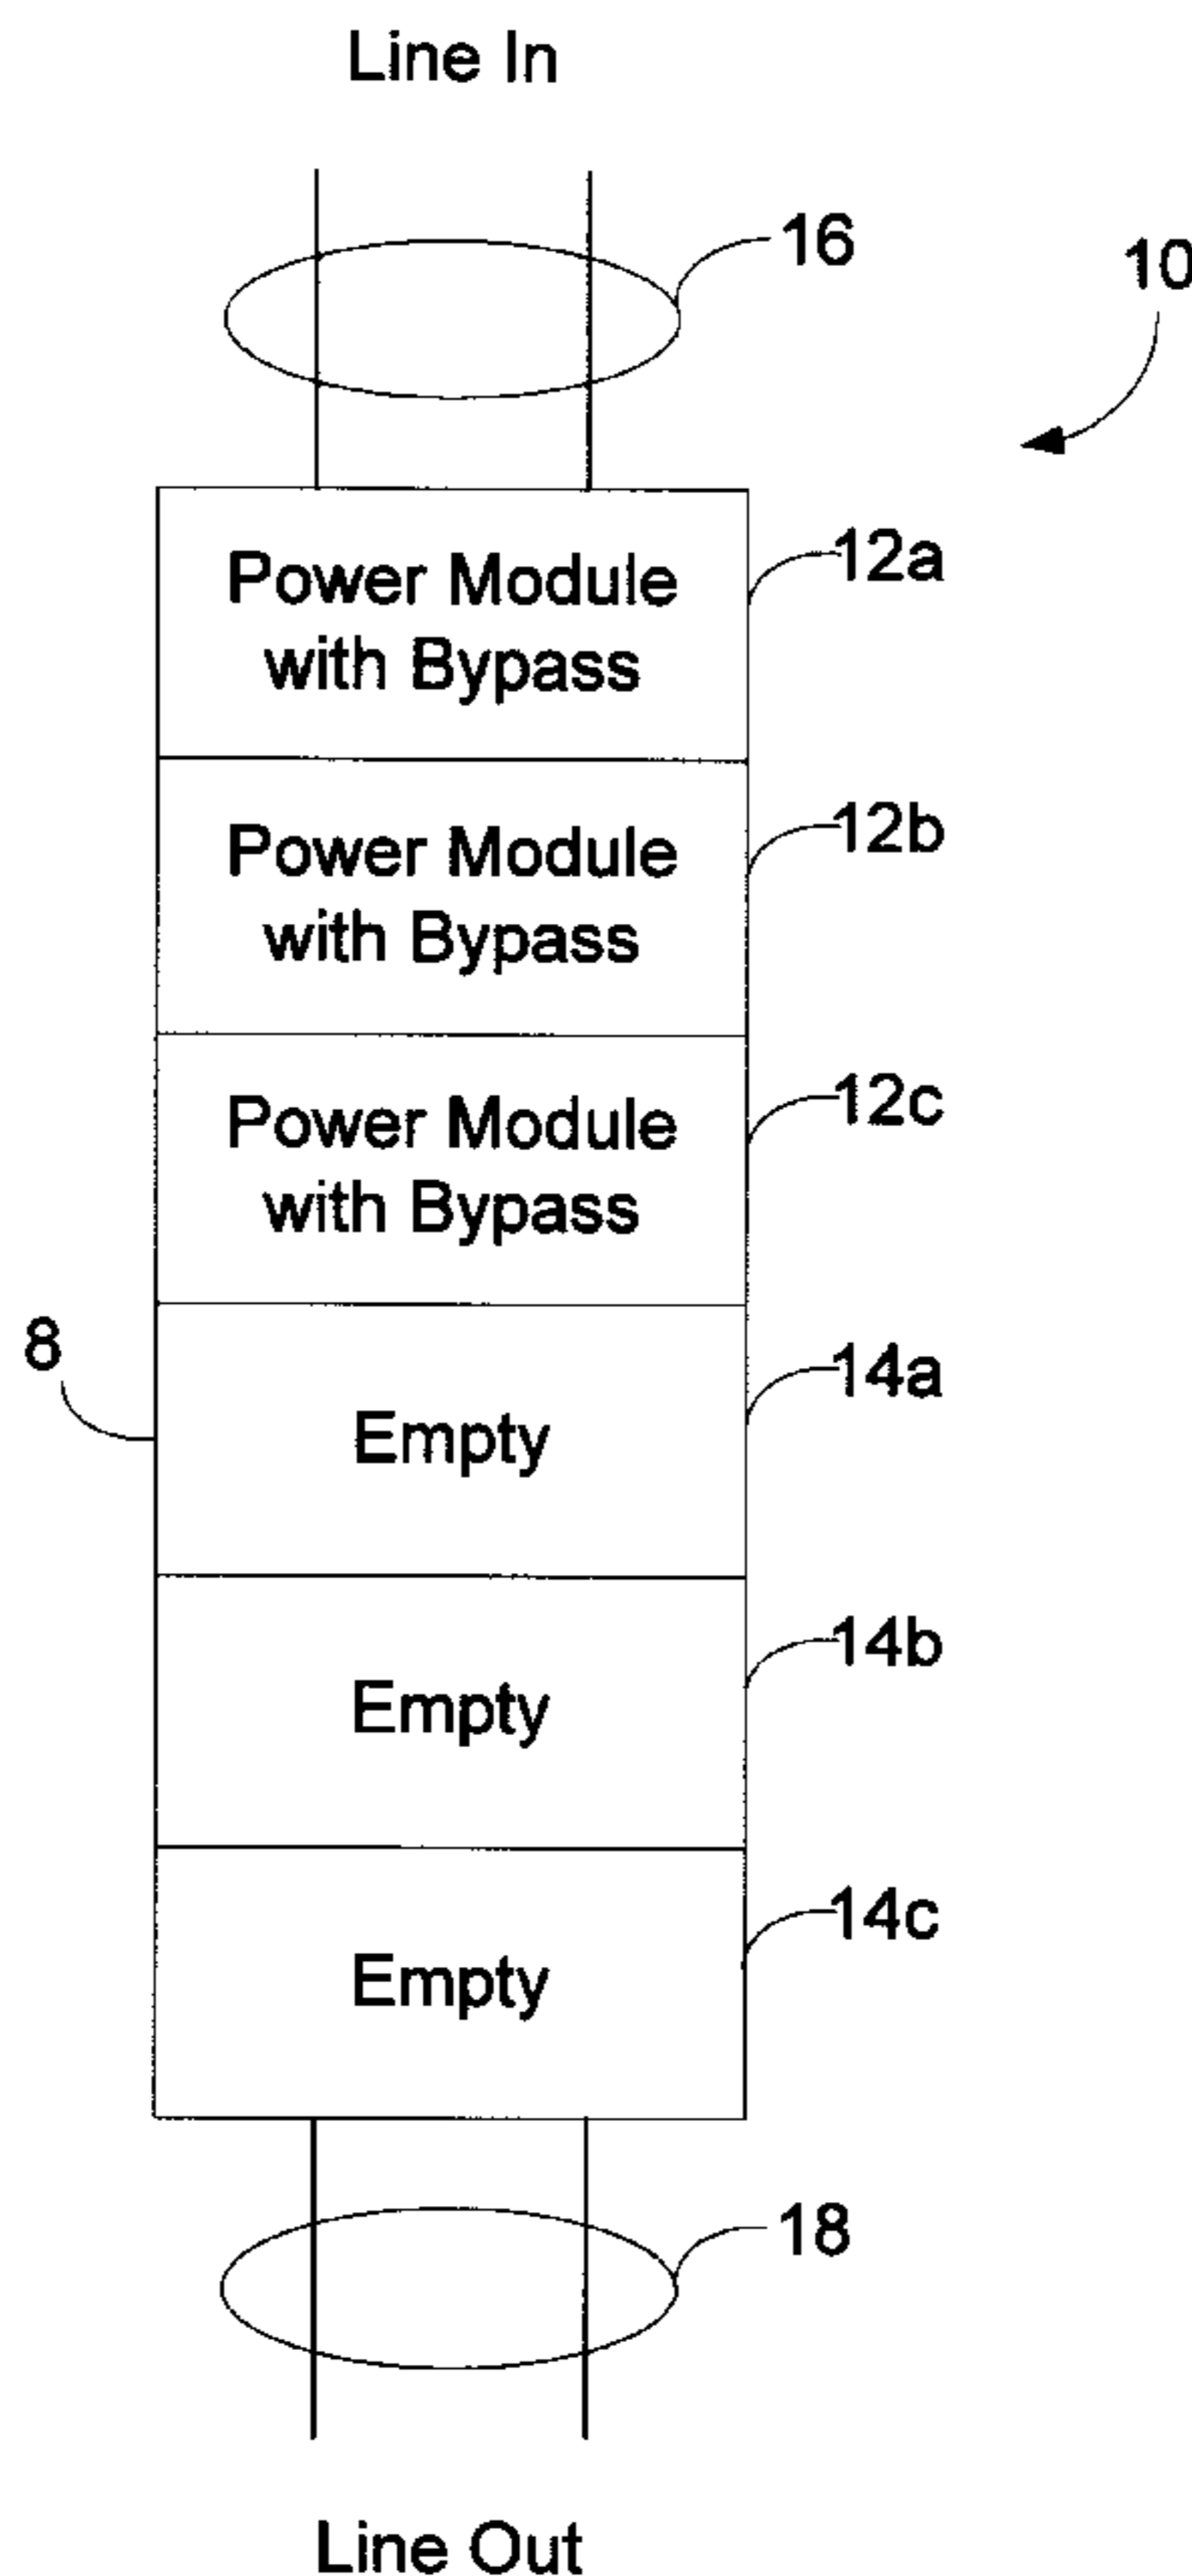 Line In
16
10
Power Module
with Bypass
12a
Power Module
with Bypass
12b
Power Module
with Bypass
12c
8
Empty
14a
Empty
14b
Empty
14c
18
Line Out